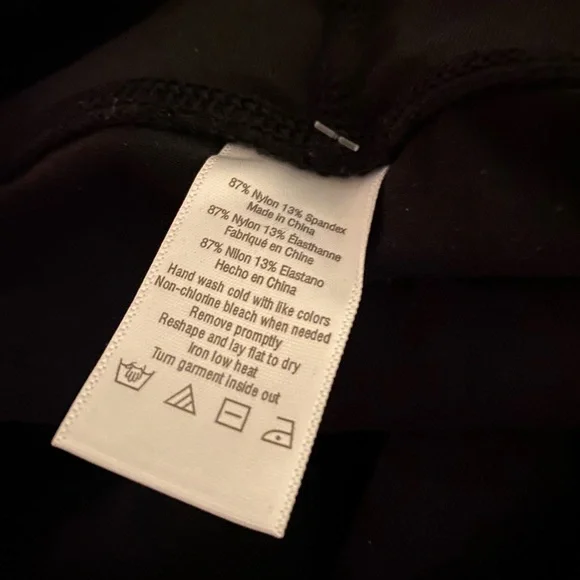 87% Nylon 13% Spandex
Made in China
87% Nylon 13% Élasthanne
Fabriqué en Chine
87% Nilon 13% Elastano
Hecho en China
Hand wash cold with like colors
Non-chlorine bleach when needed
Remove promptly
Reshape and lay flat to dry
Iron low heat
Turn garment inside out